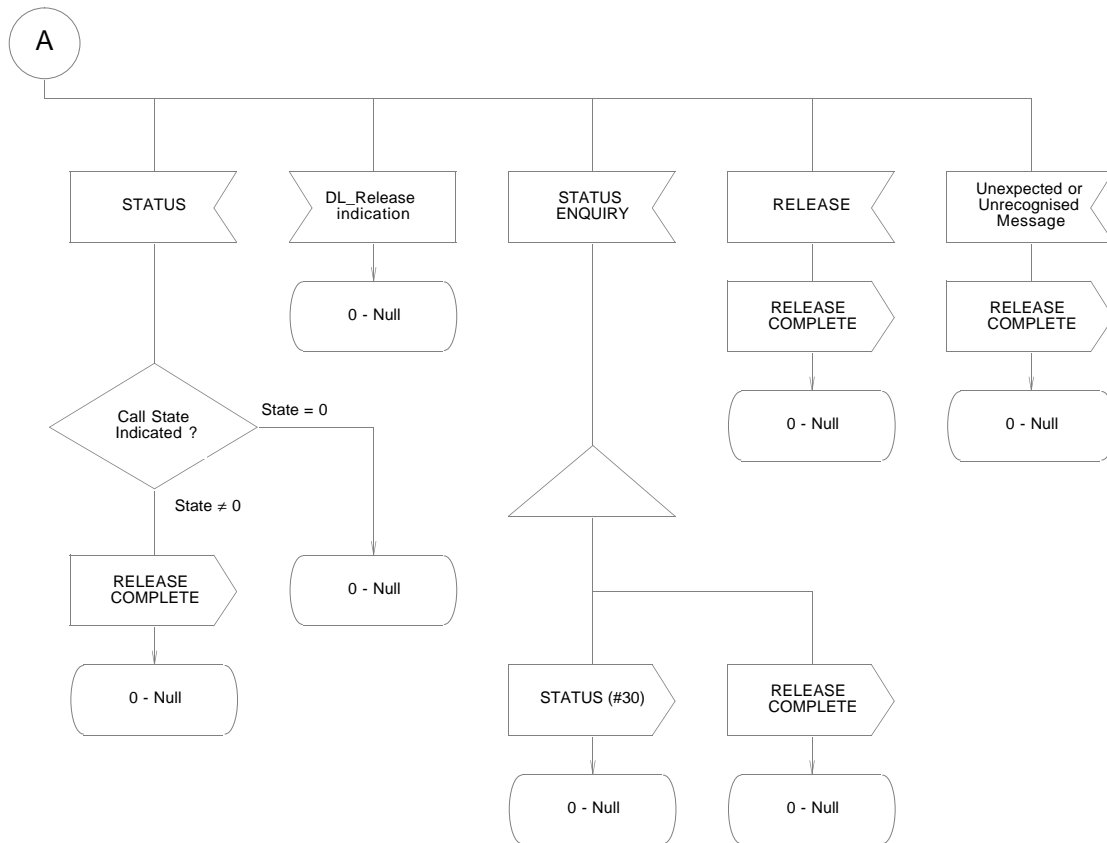 A
STATUS
DL_Release
indication
STATUS
ENQUIRY
RELEASE
Unexpected or
Unrecognised
Message
0 - Null
RELEASE
COMPLETE
RELEASE
COMPLETE
Call State
Indicated ?
State = 0
0 - Null
0 - Null
State ≠ 0
RELEASE
COMPLETE
0 - Null
0 - Null
STATUS (#30)
RELEASE
COMPLETE
0 - Null
0 - Null